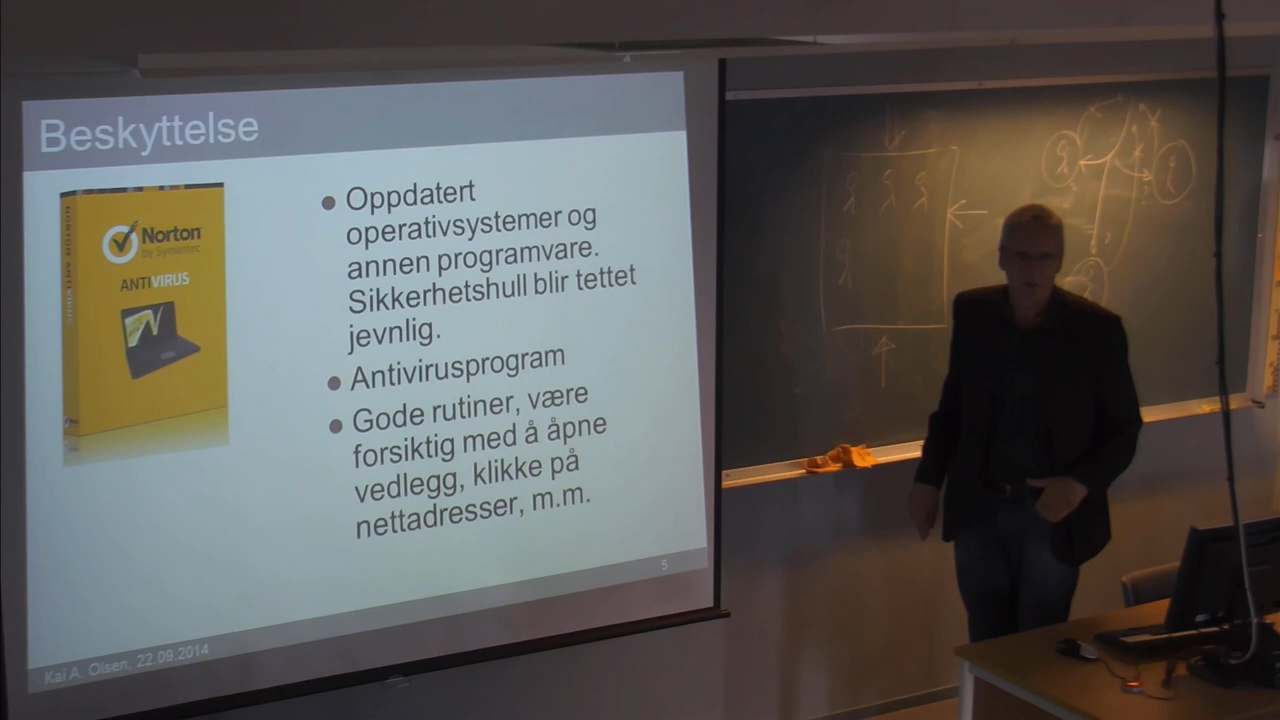 Beskyttelse
NORTON ANTIVIRUS
Norton
by Symantec
ANTIVIRUS
Oppdatert
operativsystemer og
annen programvare.
Sikkerhetshull blir tettet
jevnlig.
Antivirusprogram
Gode rutiner, være
forsiktig med å åpne
vedlegg, klikke på
nettadresser, m.m.
5
Kai A. Olsen, 22.09.2014